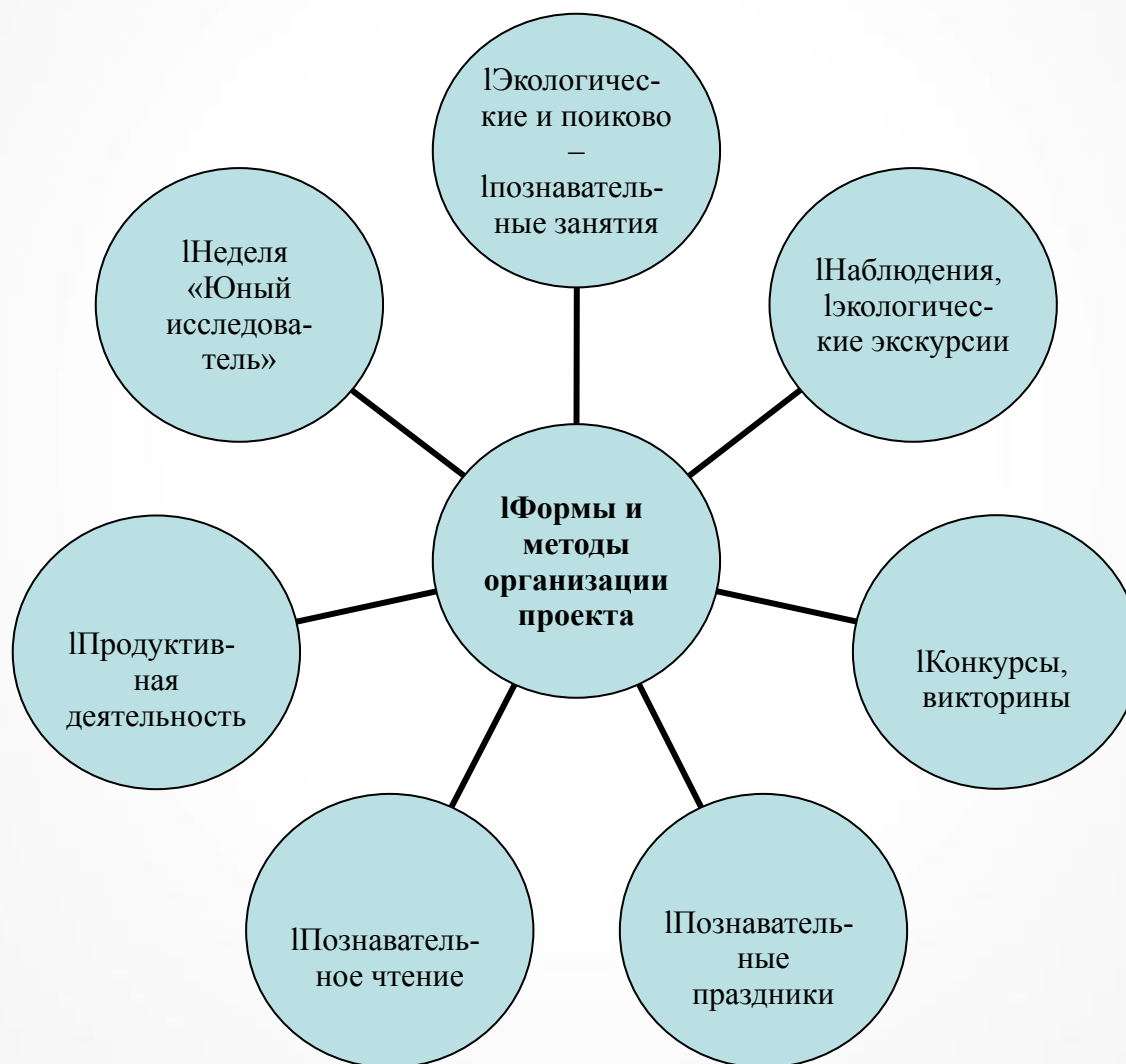 lЭкологичес-
кие и поиково
–
lпознаватель-
ные занятия
lНеделя
«Юный
исследова-
тель»
lНаблюдения,
lэкологичес-
кие экскурсии
lФормы и
методы
организации
проекта
lПродуктив-
ная
деятельность
lКонкурсы,
викторины
lПознаватель-
ное чтение
lПознаватель-
ные
праздники